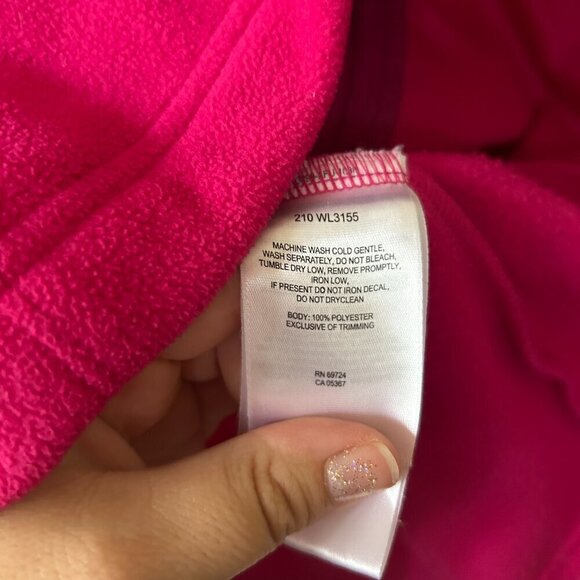 210 WL3155
MACHINE WASH COLD GENTLE,
WASH SEPARATELY, DO NOT BLEACH,
TUMBLE DRY LOW, REMOVE PROMPTLY,
IRON LOW,
IF PRESENT DO NOT IRON DECAL,
DO NOT DRYCLEAN
BODY: 100% POLYESTER
EXCLUSIVE OF TRIMMING
RN 69724
CA 05367